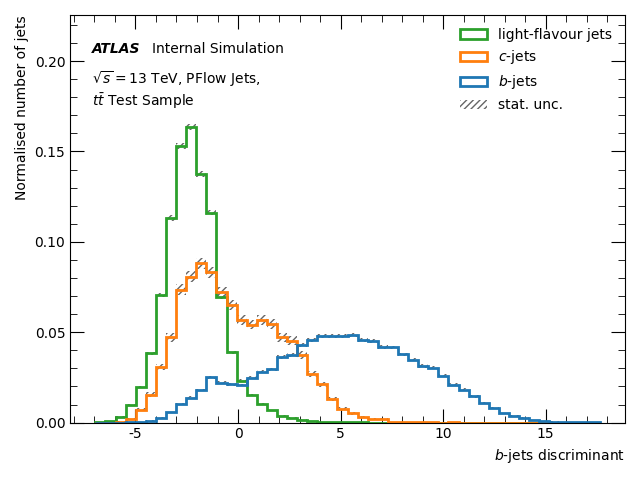 Normalised number of jets
ATLAS Internal Simulation
√s = 13 TeV, PFlow Jets,
tt̄ Test Sample
light-flavour jets
c-jets
b-jets
stat. unc.
0.20
0.15
0.10
0.05
0.00
-5 0 5 10 15
b-jets discriminant